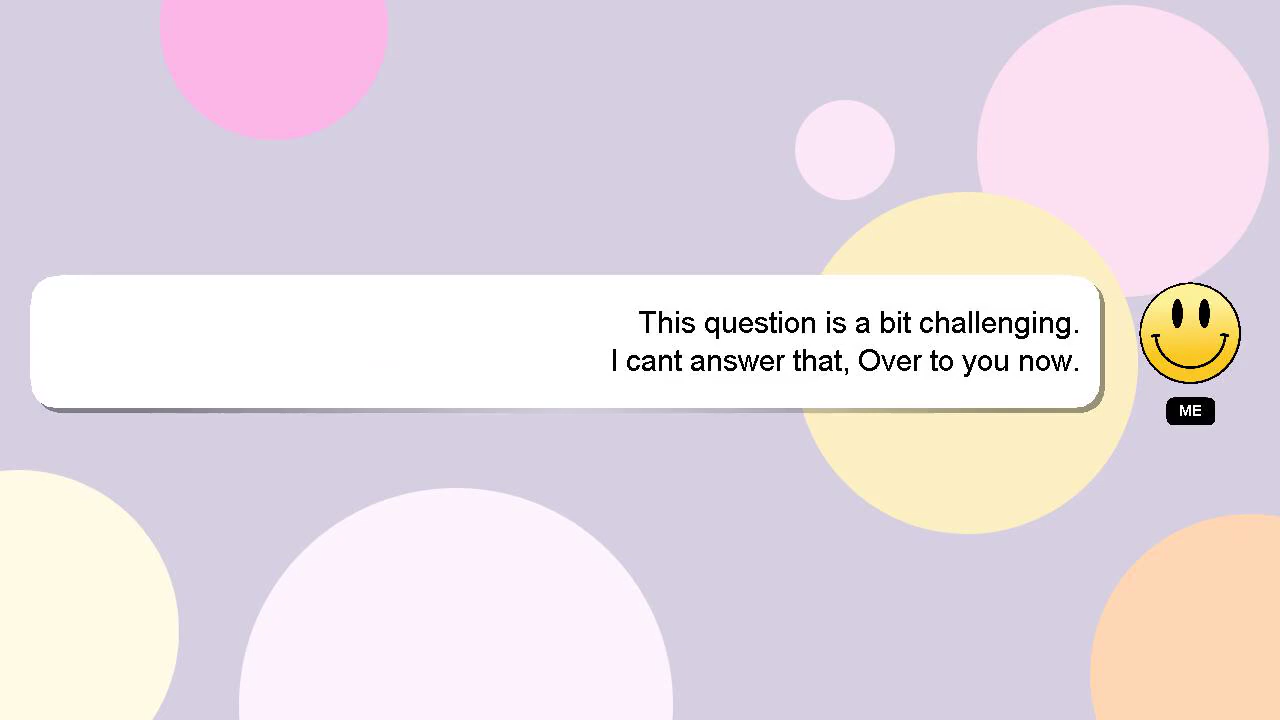 This question is a bit challenging.
I cant answer that, Over to you now.
ME